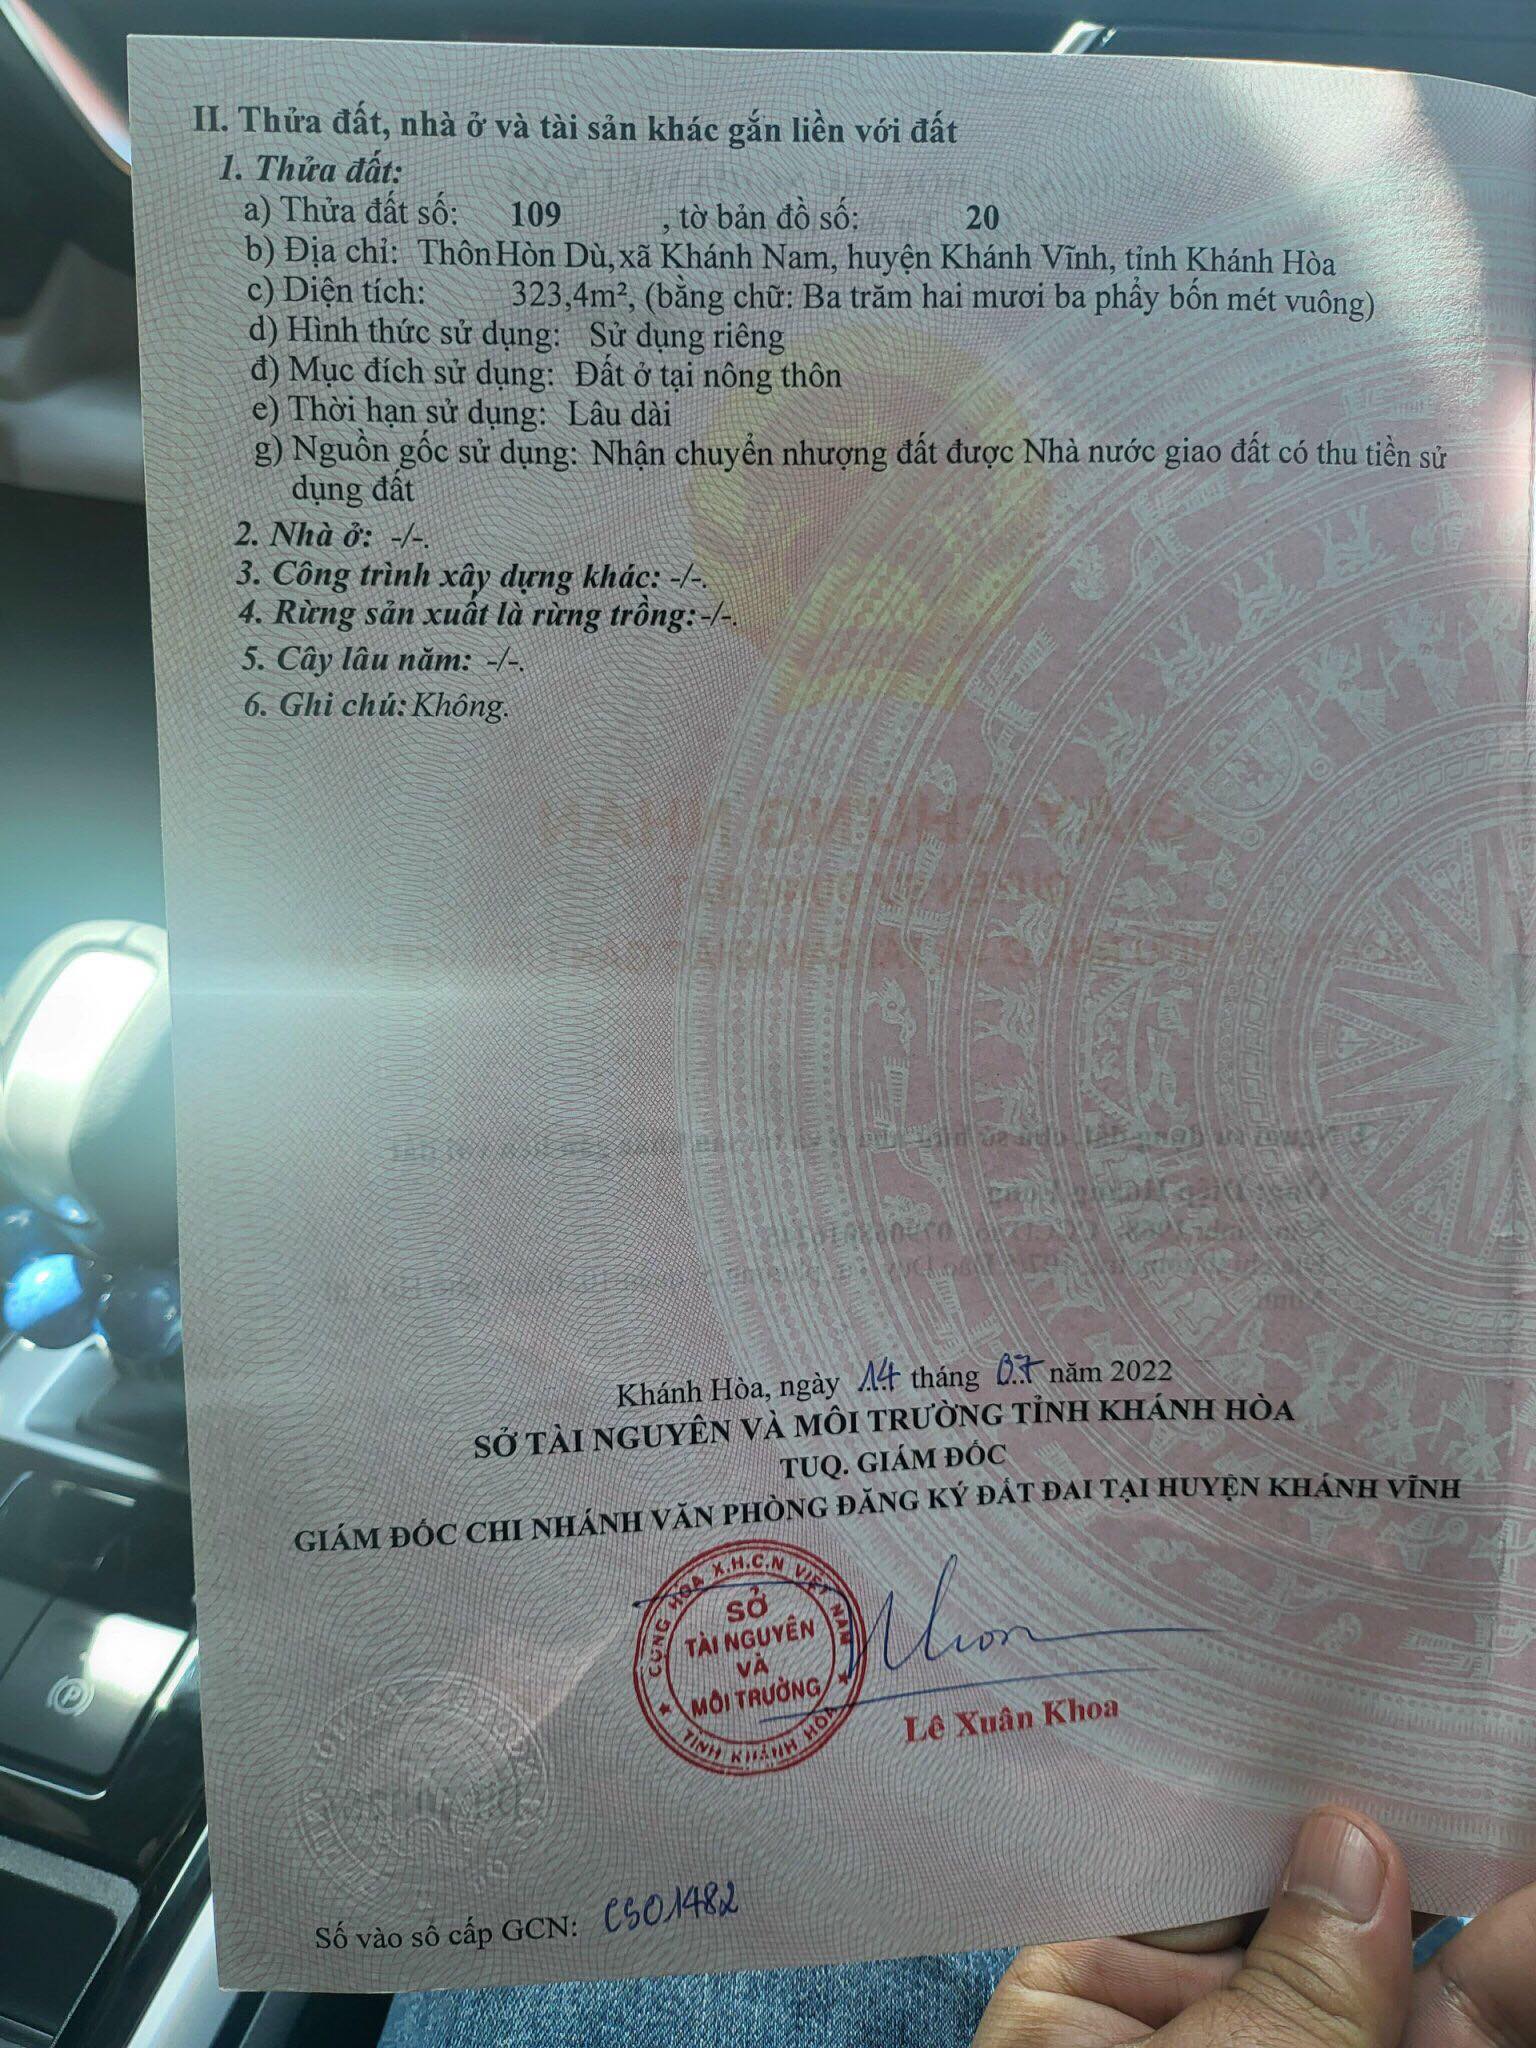 II. Thửa đất, nhà ở và tài sản khác gắn liền với đất
1. Thửa đất:
a) Thửa đất số: 109 , tờ bản đồ số: 20
b) Địa chỉ: Thôn Hòn Dù, xã Khánh Nam, huyện Khánh Vĩnh, tỉnh Khánh Hòa
c) Diện tích: 323,4m², (bằng chữ: Ba trăm hai mươi ba phẩy bốn mét vuông)
d) Hình thức sử dụng: Sử dụng riêng
đ) Mục đích sử dụng: Đất ở tại nông thôn
e) Thời hạn sử dụng: Lâu dài
g) Nguồn gốc sử dụng: Nhận chuyển nhượng đất được Nhà nước giao đất có thu tiền sử
dụng đất
2. Nhà ở: -/-.
3. Công trình xây dựng khác: -/-.
4. Rừng sản xuất là rừng trồng: -/-.
5. Cây lâu năm: -/-.
6. Ghi chú: Không.
Khánh Hòa, ngày 14 tháng 07 năm 2022
SỞ TÀI NGUYÊN VÀ MÔI TRƯỜNG TỈNH KHÁNH HÒA
TUQ. GIÁM ĐỐC
GIÁM ĐỐC CHI NHÁNH VĂN PHÒNG ĐĂNG KÝ ĐẤT ĐAI TẠI HUYỆN KHÁNH VĨNH
CỘNG HÒA X.H.C.N VIỆT NAM
SỞ
TÀI NGUYÊN
VÀ
MÔI TRƯỜNG
TỈNH KHÁNH HÒA
Lê Xuân Khoa
Số vào sổ cấp GCN: CS01482